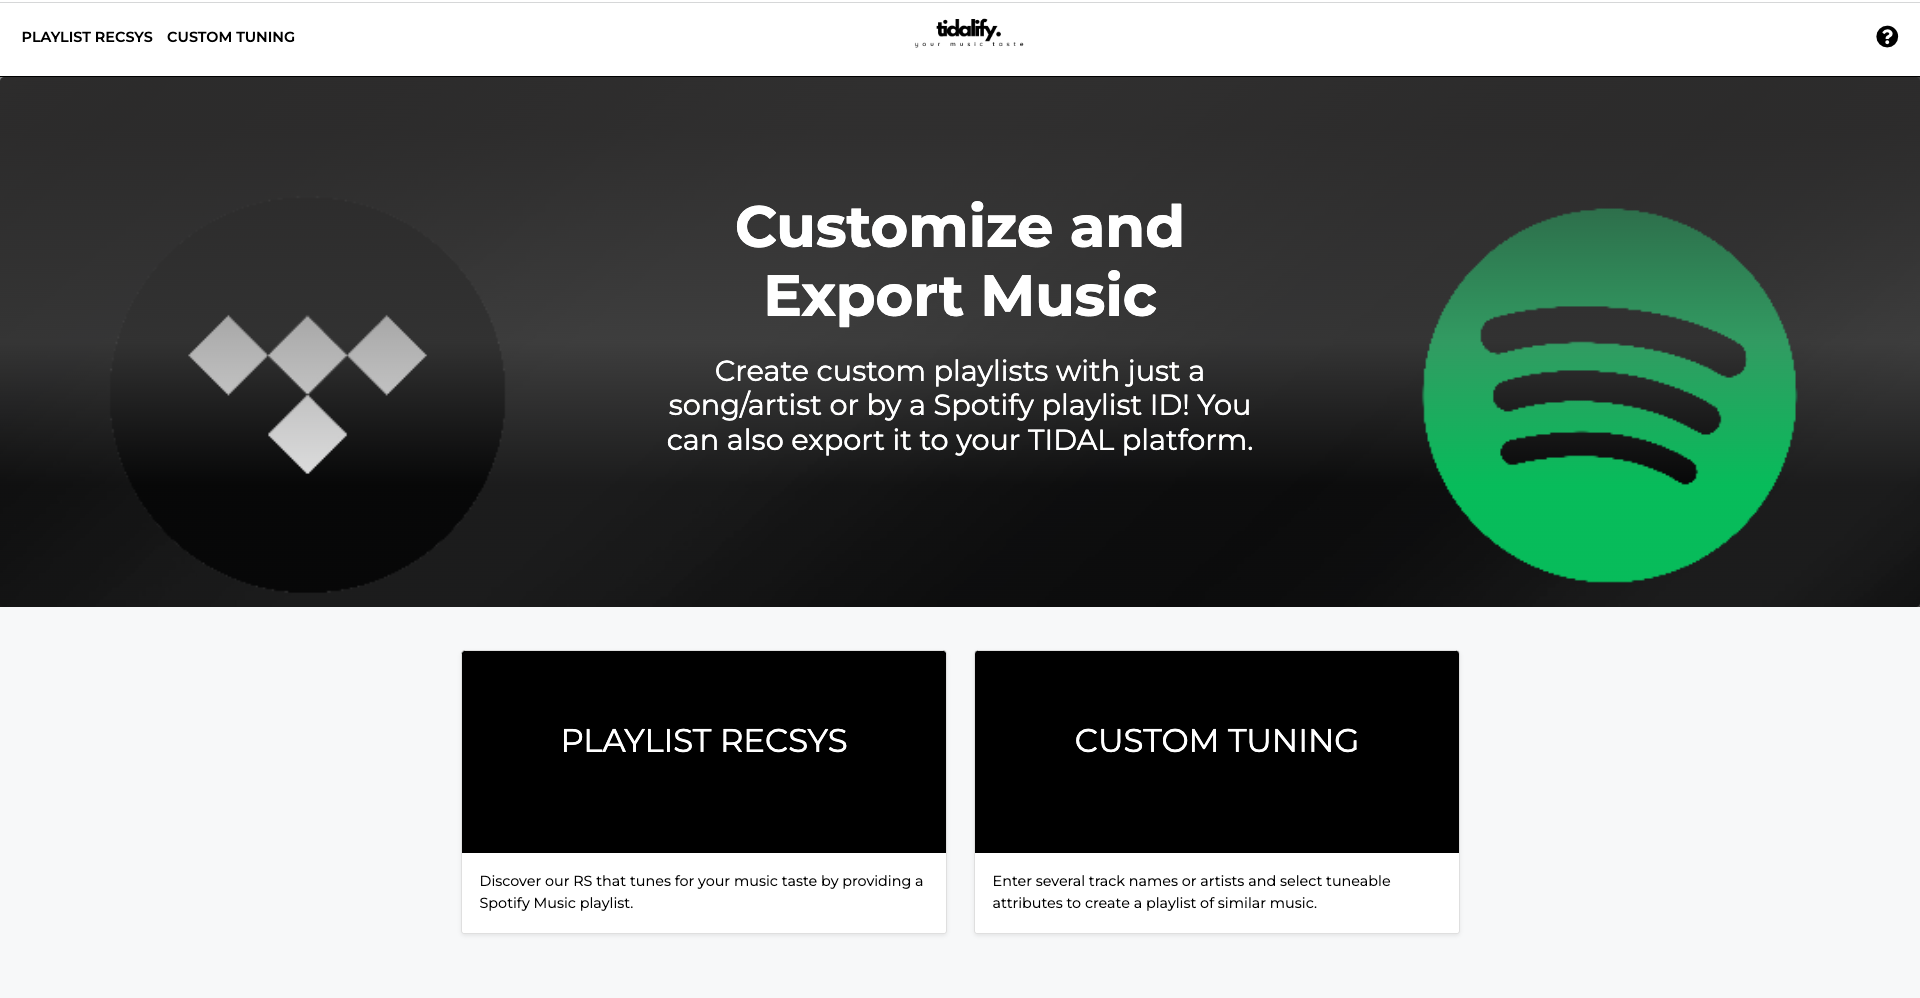 PLAYLIST RECSYS CUSTOM TUNING
tidalify.
your music taste
?
Customize and
Export Music
Create custom playlists with just a
song/artist or by a Spotify playlist ID! You
can also export it to your TIDAL platform.
PLAYLIST RECSYS
Discover our RS that tunes for your music taste by providing a
Spotify Music playlist.
CUSTOM TUNING
Enter several track names or artists and select tuneable
attributes to create a playlist of similar music.